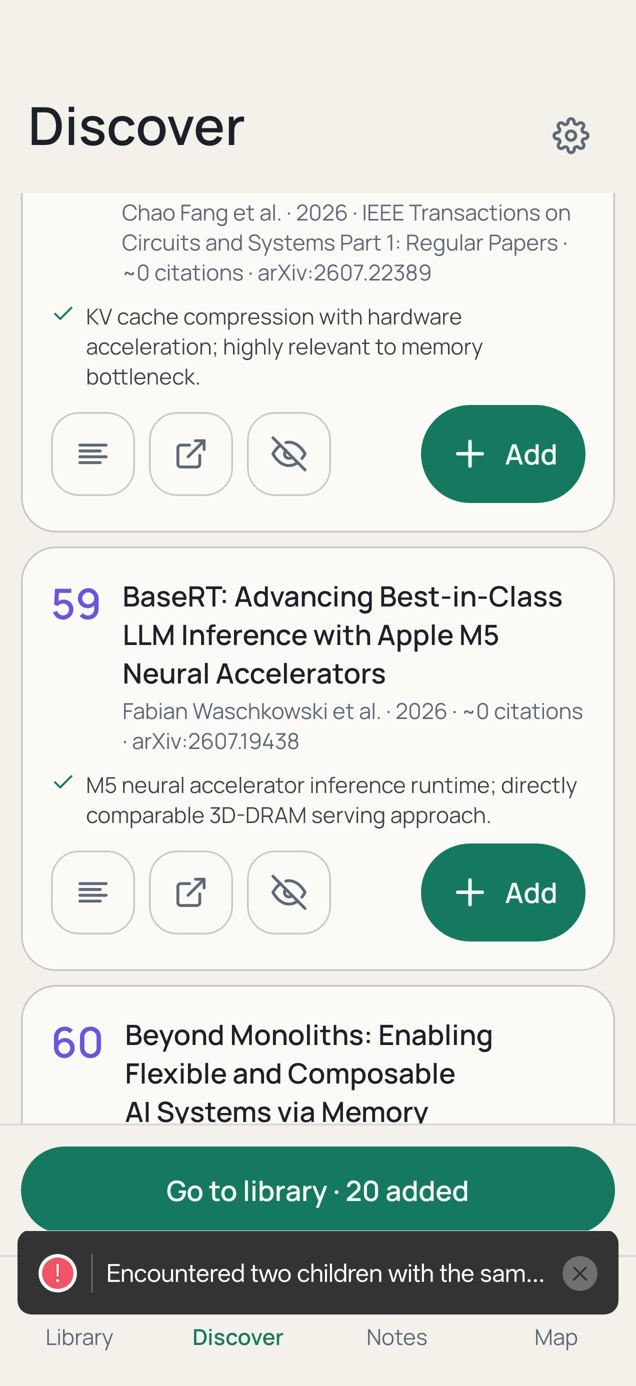 Discover
Chao Fang et al. · 2026 · IEEE Transactions on
Circuits and Systems Part 1: Regular Papers ·
~0 citations · arXiv:2607.22389
KV cache compression with hardware
acceleration; highly relevant to memory
bottleneck.
Add
59
BaseRT: Advancing Best-in-Class
LLM Inference with Apple M5
Neural Accelerators
Fabian Waschkowski et al. · 2026 · ~0 citations
· arXiv:2607.19438
M5 neural accelerator inference runtime; directly
comparable 3D-DRAM serving approach.
Add
60
Beyond Monoliths: Enabling
Flexible and Composable
AI Systems via Memory
Go to library · 20 added
Encountered two children with the sam...
Library
Discover
Notes
Map